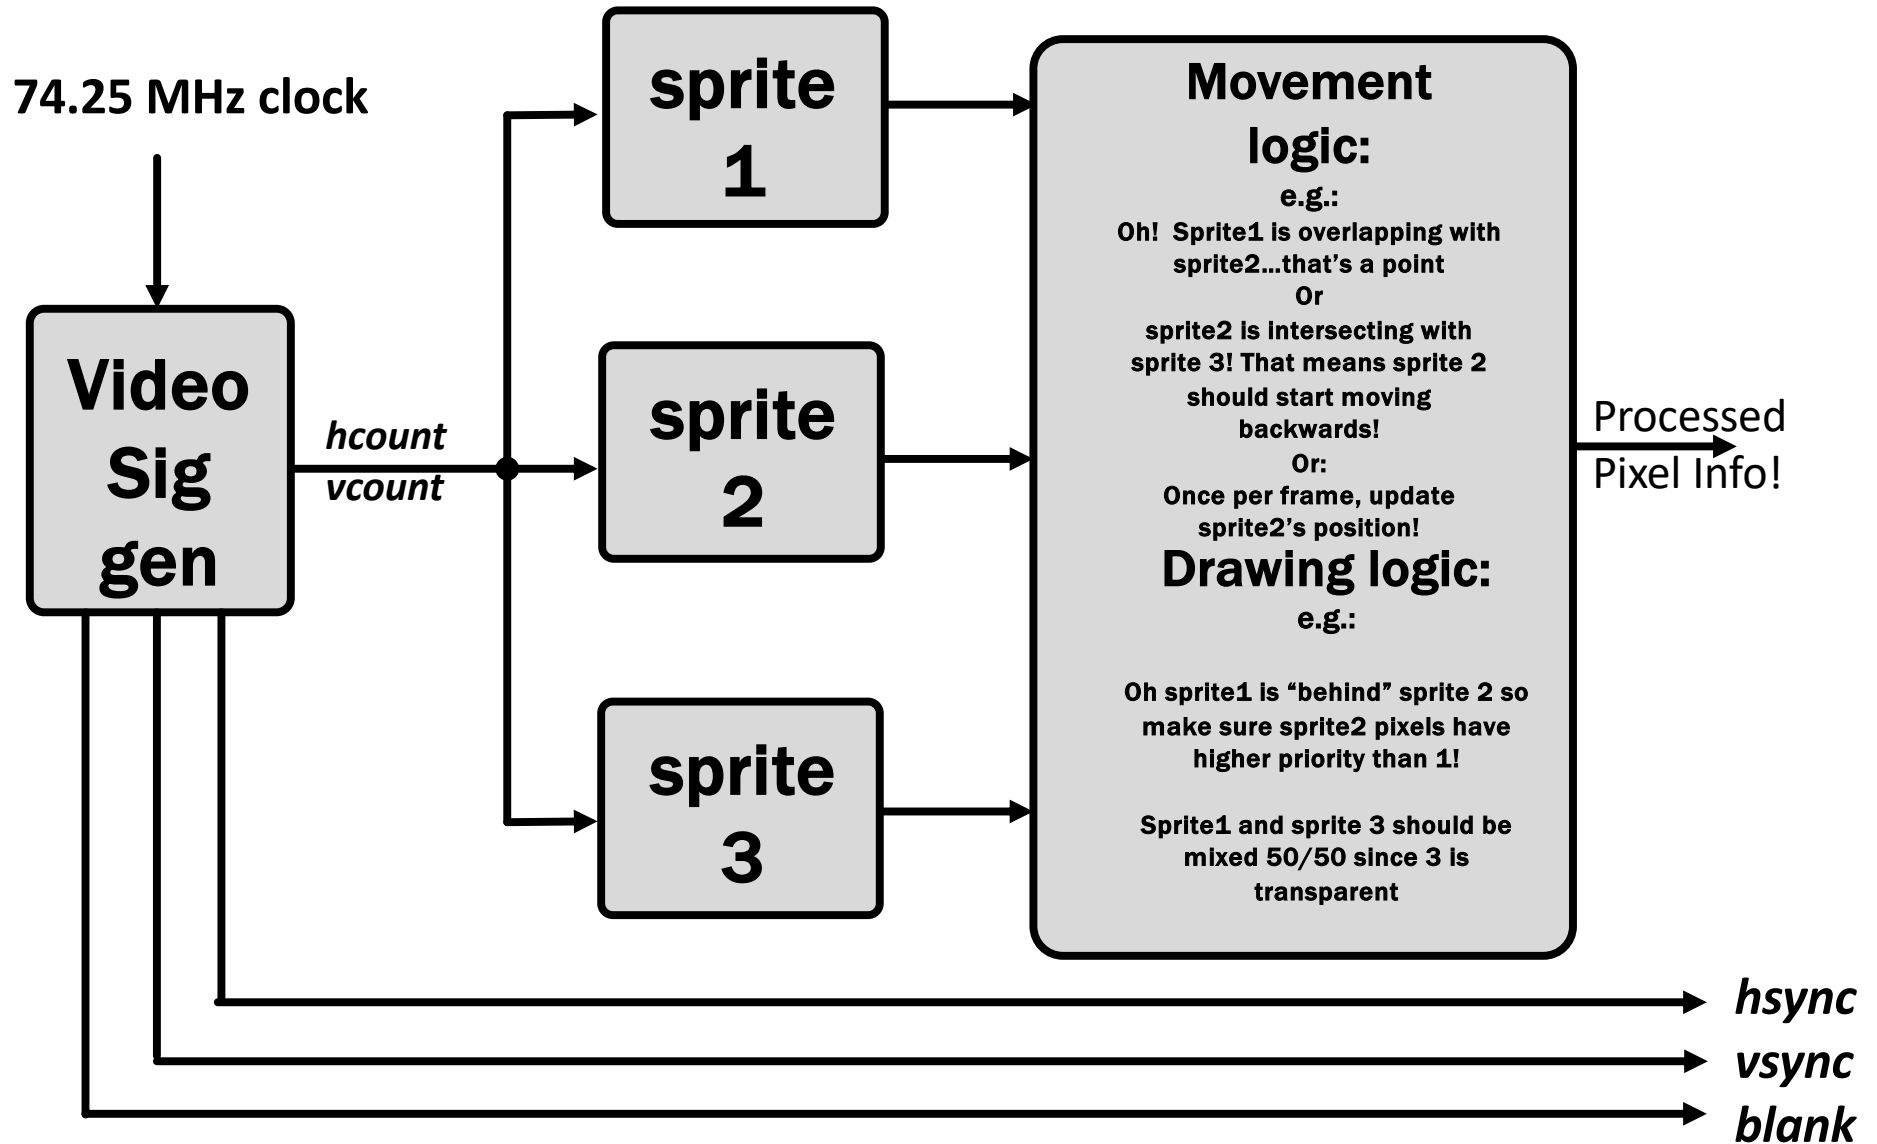 74.25 MHz clock
Video
Sig
gen
hcount
vcount
sprite
1
sprite
2
sprite
3
Movement
logic:
e.g.:
Oh!  Sprite1 is overlapping with
sprite2...that’s a point
Or
sprite2 is intersecting with
sprite 3! That means sprite 2
should start moving
backwards!
Or:
Once per frame, update
sprite2’s position!
Drawing logic:
e.g.:
Oh sprite1 is “behind” sprite 2 so
make sure sprite2 pixels have
higher priority than 1!
Sprite1 and sprite 3 should be
mixed 50/50 since 3 is
transparent
Processed
Pixel Info!
hsync
vsync
blank